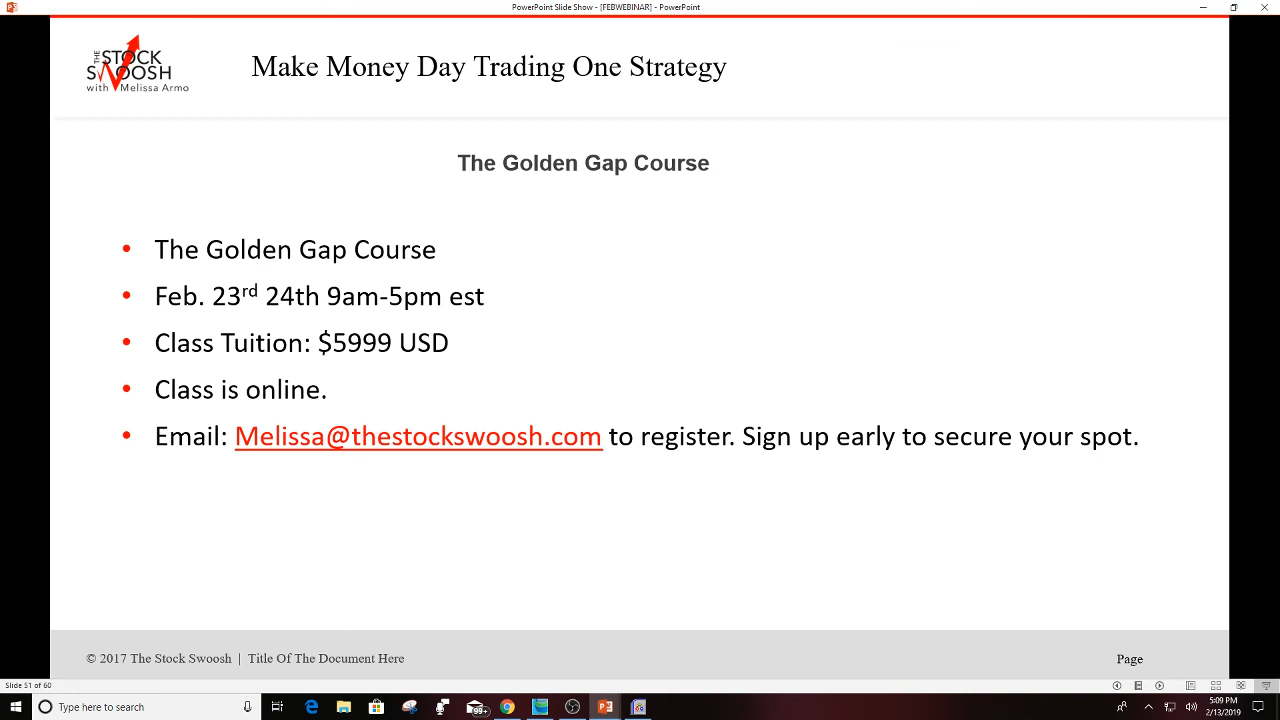 PowerPoint Slide Show - [FEBWEBINAR] - PowerPoint
THE STOCK SWOOSH
with Melissa Armo
Make Money Day Trading One Strategy
The Golden Gap Course
• The Golden Gap Course
• Feb. 23rd 24th 9am-5pm est
• Class Tuition: $5999 USD
• Class is online.
• Email: Melissa@thestockswoosh.com to register. Sign up early to secure your spot.
© 2017 The Stock Swoosh | Title Of The Document Here
Page
Slide 51 of 60
Type here to search
99+
5:09 PM
2/13/2019